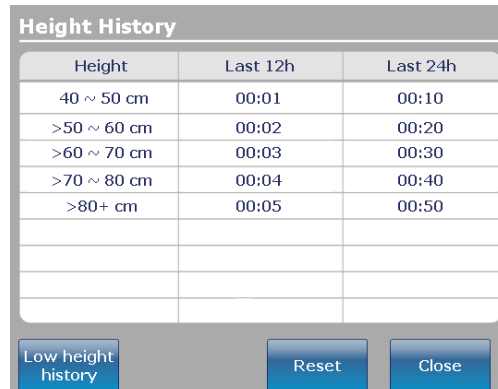 Height History
Height Last 12h Last 24h
40 ~ 50 cm 00:01 00:10
>50 ~ 60 cm 00:02 00:20
>60 ~ 70 cm 00:03 00:30
>70 ~ 80 cm 00:04 00:40
>80+ cm 00:05 00:50
Low height
history
Reset
Close